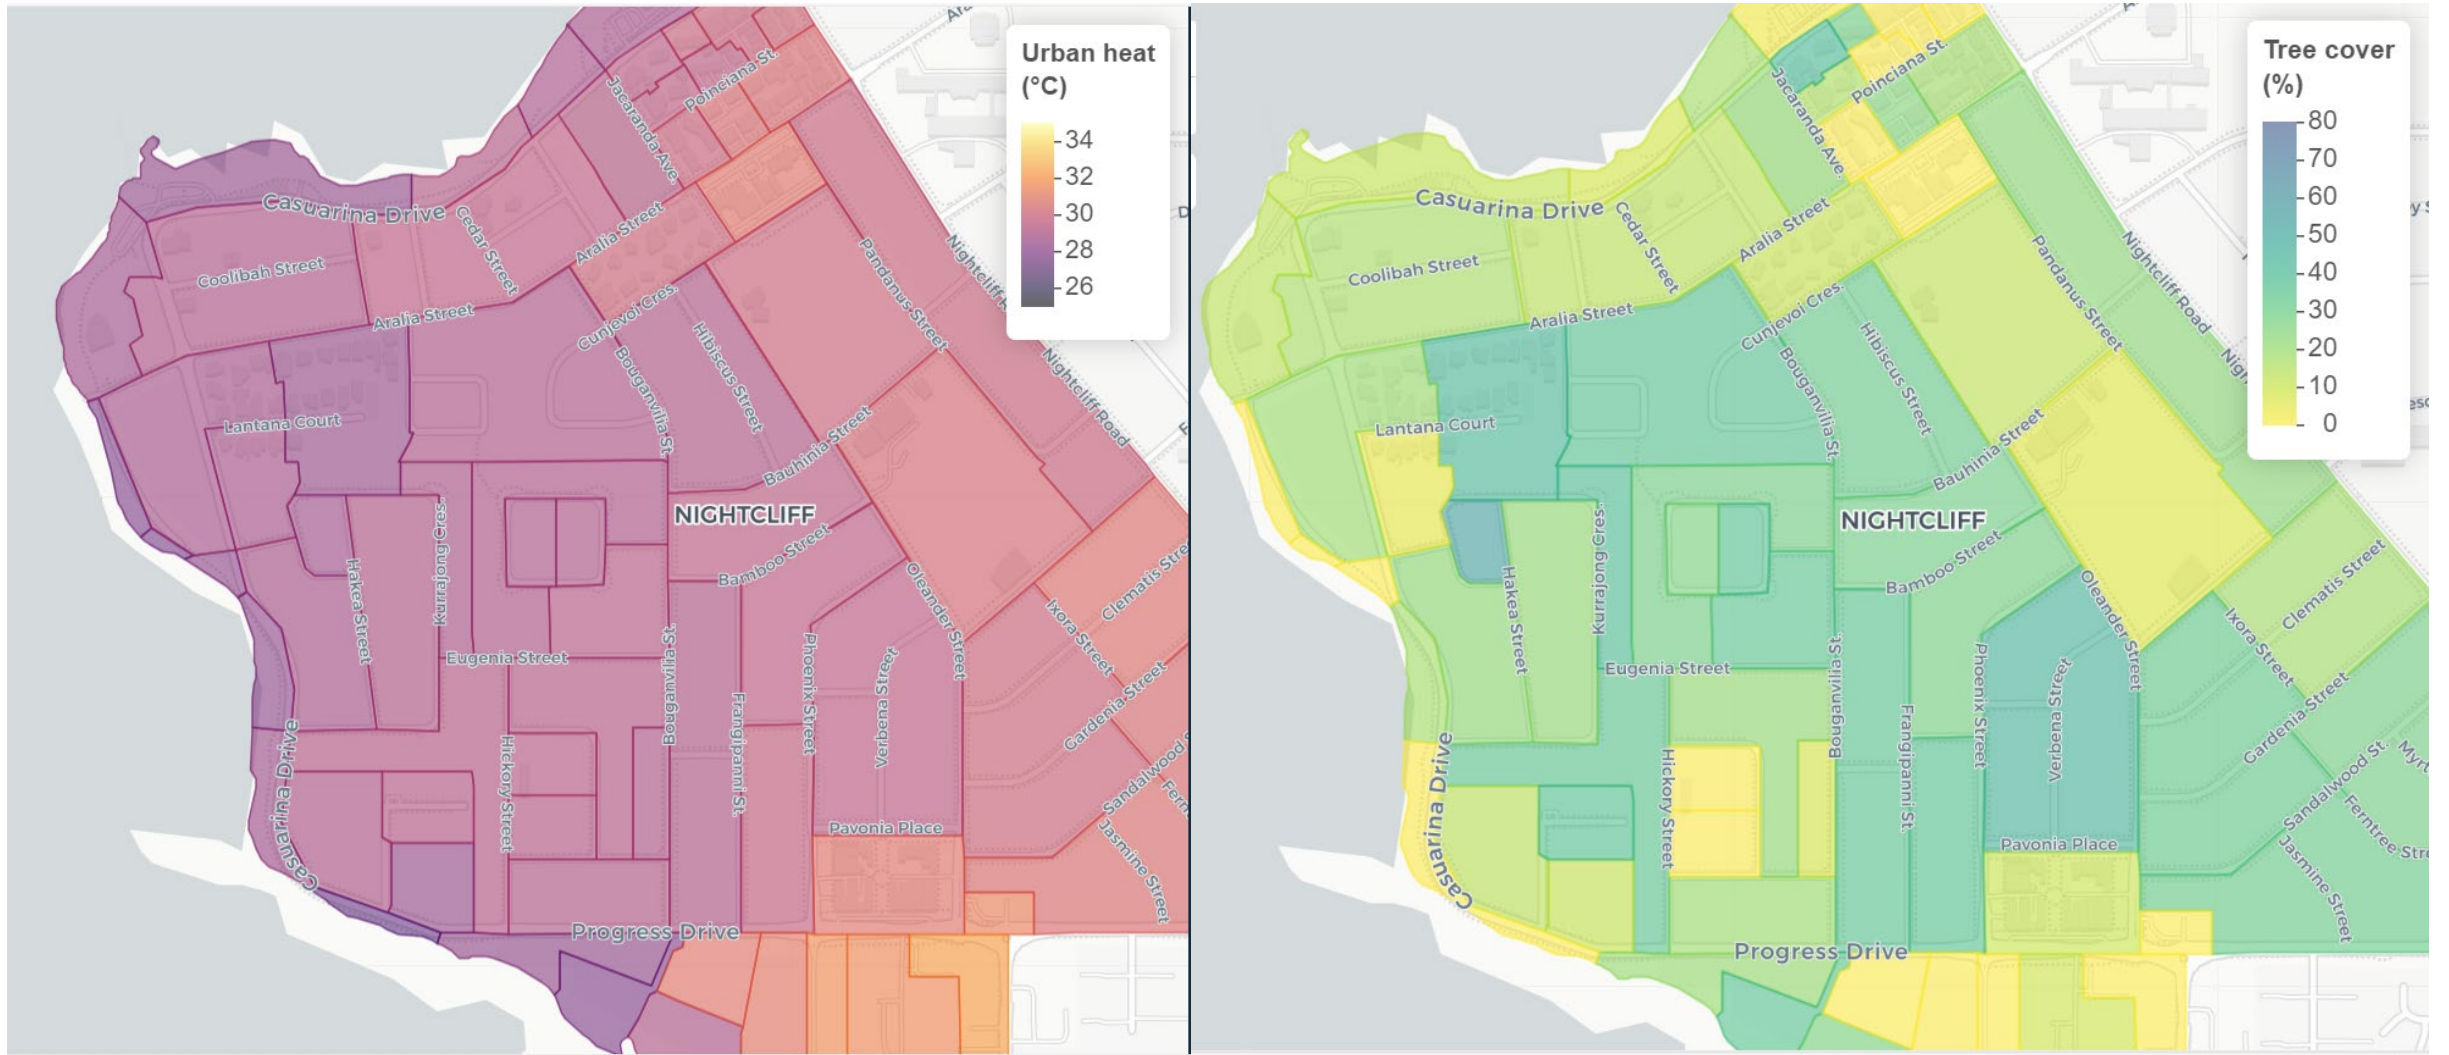 Urban heat
(°C)
34
32
30
28
26
Poinciana St.
Jacaranda Ave.
Casuarina Drive
Cedar Street
Aralia Street
Coolibah Street
Aralia Street
Cunjevoi Cres.
Pandanus Street
Nightcliff
Nightcliff Road
Hibiscus Street
Bouganvilia St.
Lantana Court
Bauhinia Street
NIGHTCLIFF
Bamboo Street
Kurrajong Cres.
Hakea Street
Oleander Street
Clematis Stre
Ixora Street
Eugenia Street
Bouganvilia St.
Phoenix Street
Verbena Street
Gardenia Street
Frangipanni St.
Sandalwood S
Hickory Street
Casuarina Drive
Pavonia Place
Jasmine Street
Progress Drive
Tree cover
(%)
80
70
60
50
40
30
20
10
0
Poinciana St.
Jacaranda Ave.
Casuarina Drive
Cedar Street
Aralia Street
Coolibah Street
Aralia Street
Cunjevoi Cres.
Pandanus Street
Nightcliff Road
Nigh
Hibiscus Street
Bouganvilia St.
Lantana Court
Bauhinia Street
NIGHTCLIFF
Bamboo Street
Kurrajong Cres.
Hakea Street
Oleander Street
Clematis Street
Ixora Street
Eugenia Street
Bouganvilia St.
Phoenix Street
Verbena Street
Gardenia Street
Frangipanni St.
Sandalwood St.
Myrt
Ferntree Stre
Hickory Street
Casuarina Drive
Pavonia Place
Jasmine Street
Progress Drive